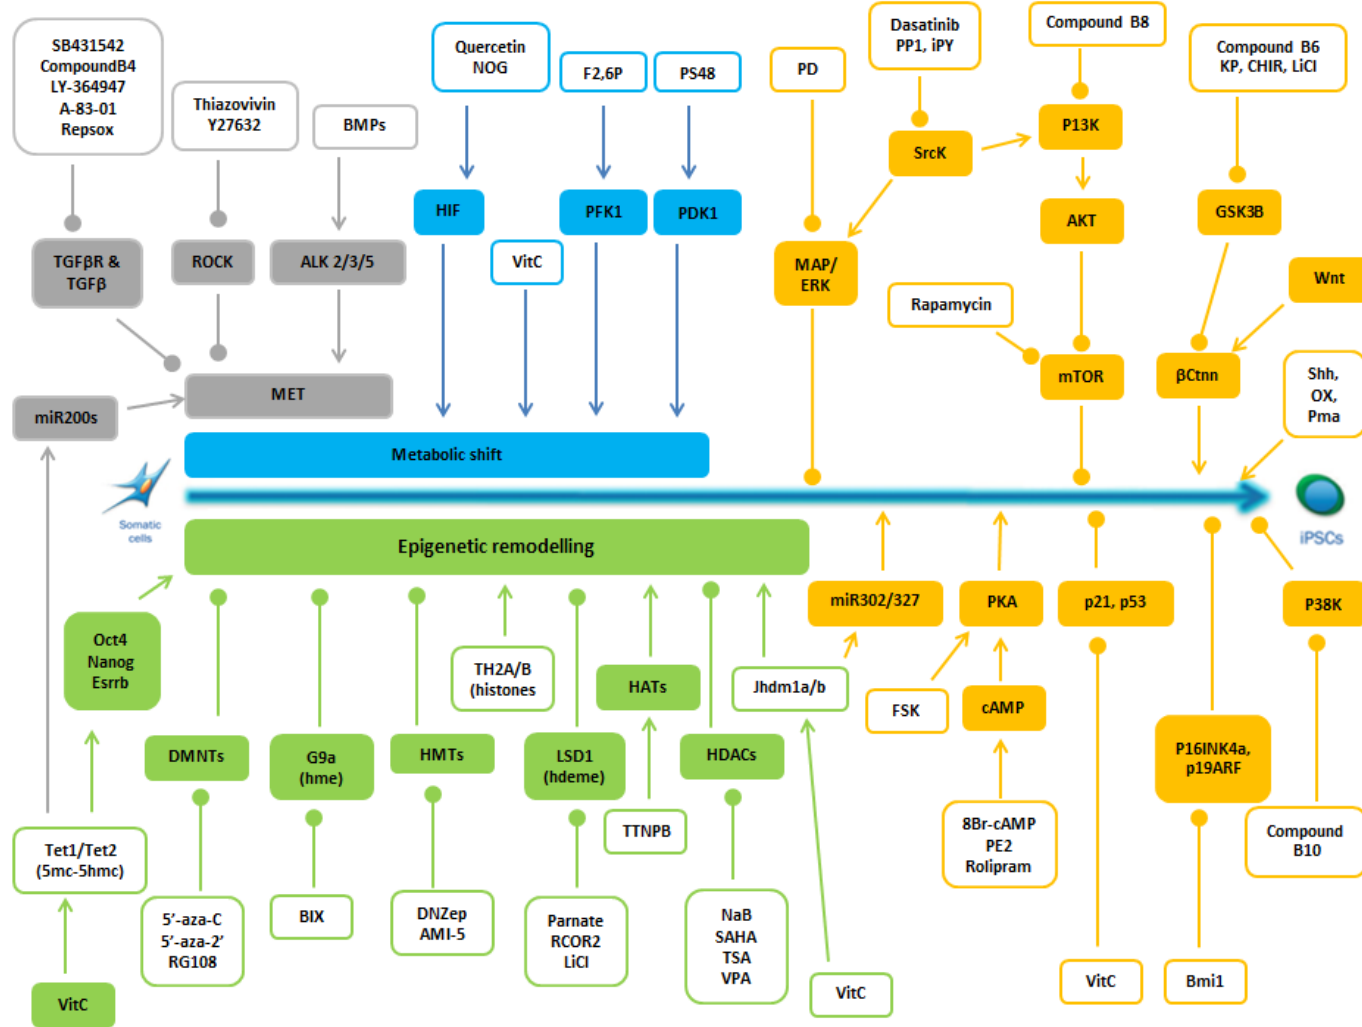 SB431542
CompoundB4
LY-364947
A-83-01
Repsox
Thiazovivin
Y27632
BMPs
Quercetin
NOG
F2,6P
PS48
PD
Dasatinib
PP1, iPY
Compound B8
Compound B6
KP, CHIR, LiCl
SrcK
P13K
HIF
PFK1
PDK1
AKT
GSK3B
TGFβR &
TGFβ
ROCK
ALK 2/3/5
VitC
MAP/
ERK
Wnt
Rapamycin
mTOR
βCtnn
Shh,
OX,
Pma
MET
miR200s
Metabolic shift
Somatic
cells
iPSCs
Epigenetic remodelling
miR302/327
PKA
p21, p53
P38K
Oct4
Nanog
Esrrb
TH2A/B
(histones
HATs
Jhdm1a/b
FSK
cAMP
DMNTs
G9a
(hme)
HMTs
LSD1
(hdeme)
HDACs
P16INK4a,
p19ARF
Tet1/Tet2
(5mc-5hmc)
TTNPB
8Br-cAMP
PE2
Rolipram
Compound
B10
5’-aza-C
5’-aza-2’
RG108
BIX
DNZep
AMI-5
Parnate
RCOR2
LiCl
NaB
SAHA
TSA
VPA
VitC
VitC
VitC
Bmi1